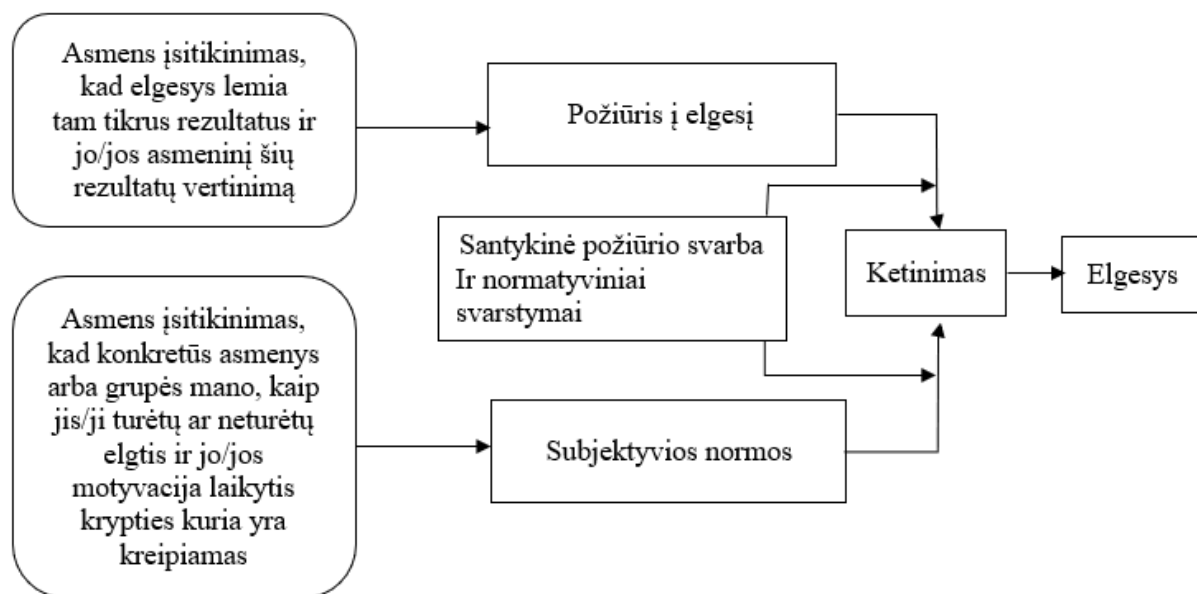 Asmens įsitikinimas,
kad elgesys lemia
tam tikrus rezultatus ir
jo/jos asmeninį šių
rezultatų vertinimą
Požiūris į elgesį
Santykinė požiūrio svarba
Ir normatyviniai
svarstymai
Ketinimas
Elgesys
Asmens įsitikinimas,
kad konkretūs asmenys
arba grupės mano, kaip
jis/ji turėtų ar neturėtų
elgtis ir jo/jos
motyvacija laikytis
krypties kuria yra
kreipiamas
Subjektyvios normos